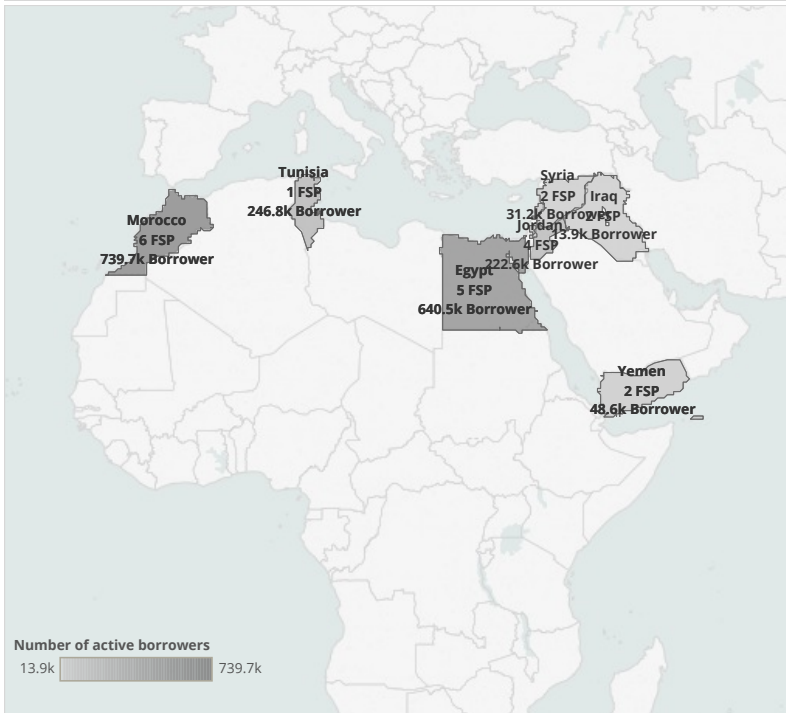 Tunisia
1 FSP
246.8k Borrower
Morocco
6 FSP
739.7k Borrower
Syria
2 FSP
31.2k Borrower
Iraq
2 FSP
13.9k Borrower
Jordan
4 FSP
222.6k Borrower
Egypt
5 FSP
640.5k Borrower
Yemen
2 FSP
48.6k Borrower
Number of active borrowers
13.9k 739.7k